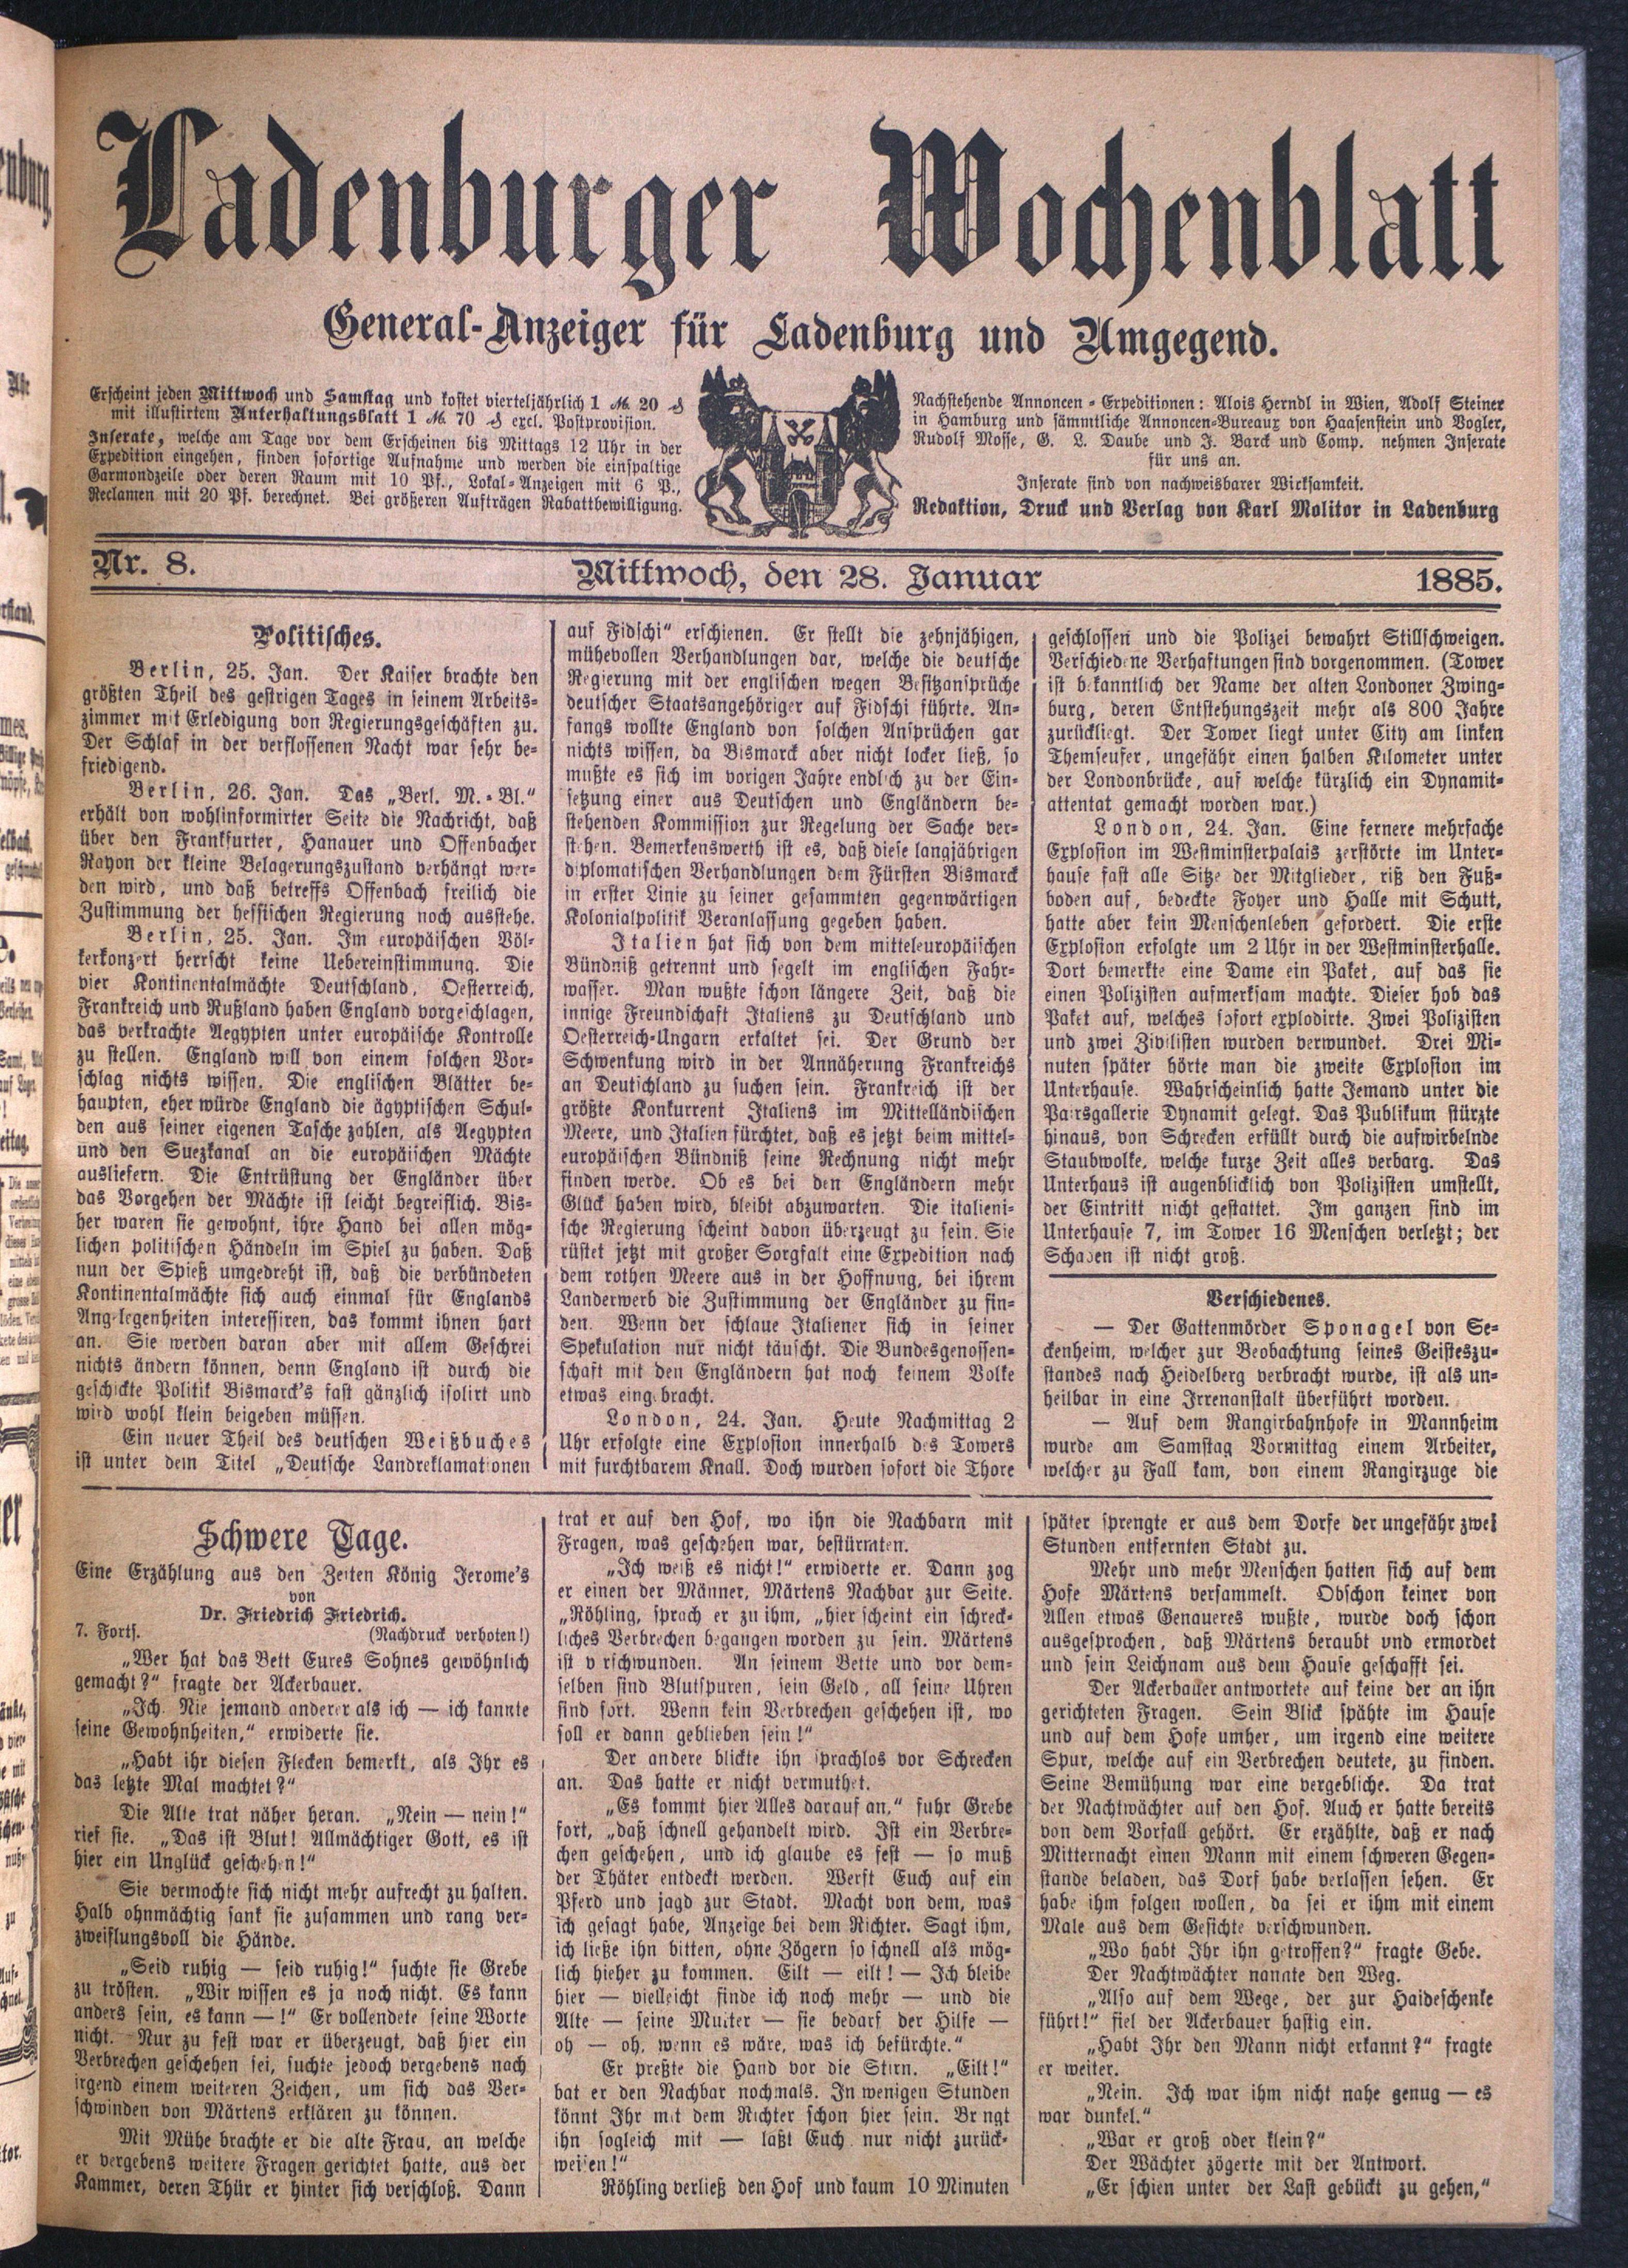 Ladenburger Wochenblatt
General-Anzeiger für Ladenburg und Umgegend.
Erscheint jeden Mittwoch und Samstag und kostet vierteljährlich 1 M. 20 ₰
mit illustirtem Unterhaltungsblatt 1 M. 70 ₰ excl. Postprovision.
Inserate, welche am Tage vor dem Erscheinen bis Mittags 12 Uhr in der
Expedition eingehen, finden sofortige Aufnahme und werden die einspaltige
Garmondzeile oder deren Raum mit 10 Pf., Lokal-Anzeigen mit 6 P.,
Reclamen mit 20 Pf. berechnet. Bei größeren Aufträgen Rabattbewilligung.
Nachstehende Annoncen-Expeditionen: Alois Herndl in Wien, Adolf Steiner
in Hamburg und sämmtliche Annoncen-Bureaux von Haasenstein und Vogler,
Rudolf Mosse, G. L. Daube und J. Barck und Comp. nehmen Inserate
für uns an.
Inserate sind von nachweisbarer Wirksamkeit.
Redaktion, Druck und Verlag von Karl Molitor in Ladenburg
Nr. 8.
Mittwoch, den 28. Januar
1885.
Politisches.
Berlin, 25. Jan. Der Kaiser brachte den
größten Theil des gestrigen Tages in seinem Arbeits-
zimmer mit Erledigung von Regierungsgeschäften zu.
Der Schlaf in der verflossenen Nacht war sehr be-
friedigend.
Berlin, 26. Jan. Das „Berl. M.-Bl.“
erhält von wohlinformirter Seite die Nachricht, daß
über den Frankfurter, Hanauer und Offenbacher
Rayon der kleine Belagerungszustand verhängt wer-
den wird, und daß betreffs Offenbach freilich die
Zustimmung der hessischen Regierung noch ausstehe.
Berlin, 25. Jan. Im europäischen Völ-
kerkonzert herrscht keine Uebereinstimmung. Die
vier Kontinentalmächte Deutschland, Oesterreich,
Frankreich und Rußland haben England vorgeschlagen,
das verkrachte Aegypten unter europäische Kontrolle
zu stellen. England will von einem solchen Vor-
schlag nichts wissen. Die englischen Blätter be-
haupten, eher würde England die ägyptischen Schul-
den aus seiner eigenen Tasche zahlen, als Aegypten
und den Suezkanal an die europäischen Mächte
ausliefern. Die Entrüstung der Engländer über
das Vorgehen der Mächte ist leicht begreiflich. Bis-
her waren sie gewohnt, ihre Hand bei allen mög-
lichen politischen Händeln im Spiel zu haben. Daß
nun der Spieß umgedreht ist, daß die verbündeten
Kontinentalmächte sich auch einmal für Englands
Angelegenheiten interessiren, das kommt ihnen hart
an. Sie werden daran aber mit allem Geschrei
nichts ändern können, denn England ist durch die
geschickte Politik Bismarck's fast gänzlich isolirt und
wird wohl klein beigeben müssen.
Ein neuer Theil des deutschen Weißbuches
ist unter dem Titel „Deutsche Landreklamationen
auf Fidschi“ erschienen. Er stellt die zehnjährigen,
mühevollen Verhandlungen dar, welche die deutsche
Regierung mit der englischen wegen Besitzansprüche
deutscher Staatsangehöriger auf Fidschi führte. An-
fangs wollte England von solchen Ansprüchen gar
nichts wissen, da Bismarck aber nicht locker ließ, so
mußte es sich im vorigen Jahre endlich zu der Ein-
setzung einer aus Deutschen und Engländern be-
stehenden Kommission zur Regelung der Sache ver-
stehen. Bemerkenswerth ist es, daß diese langjährigen
diplomatischen Verhandlungen dem Fürsten Bismarck
in erster Linie zu seiner gesammten gegenwärtigen
Kolonialpolitik Veranlassung gegeben haben.
Italien hat sich von dem mitteleuropäischen
Bündniß getrennt und segelt im englischen Fahr-
wasser. Man wußte schon längere Zeit, daß die
innige Freundschaft Italiens zu Deutschland und
Oesterreich-Ungarn erkaltet sei. Der Grund der
Schwenkung wird in der Annäherung Frankreichs
an Deutschland zu suchen sein. Frankreich ist der
größte Konkurrent Italiens im Mittelländischen
Meere, und Italien fürchtet, daß es jetzt beim mittel-
europäischen Bündniß seine Rechnung nicht mehr
finden werde. Ob es bei den Engländern mehr
Glück haben wird, bleibt abzuwarten. Die italieni-
sche Regierung scheint davon überzeugt zu sein. Sie
rüstet jetzt mit großer Sorgfalt eine Expedition nach
dem rothen Meere aus in der Hoffnung, bei ihrem
Landerwerb die Zustimmung der Engländer zu fin-
den. Wenn der schlaue Italiener sich in seiner
Spekulation nur nicht täuscht. Die Bundesgenossen-
schaft mit den Engländern hat noch keinem Volke
etwas eingebracht.
London, 24. Jan. Heute Nachmittag 2
Uhr erfolgte eine Explosion innerhalb des Towers
mit furchtbarem Knall. Doch wurden sofort die Thore
geschlossen und die Polizei bewahrt Stillschweigen.
Verschiedene Verhaftungen sind vorgenommen. (Tower
ist bekanntlich der Name der alten Londoner Zwing-
burg, deren Entstehungszeit mehr als 800 Jahre
zurückliegt. Der Tower liegt unter City am linken
Themseufer, ungefähr einen halben Kilometer unter
der Londonbrücke, auf welche kürzlich ein Dynamit-
attentat gemacht worden war.)
London, 24. Jan. Eine fernere mehrfache
Explosion im Westminsterpalais zerstörte im Unter-
hause fast alle Sitze der Mitglieder, riß den Fuß-
boden auf, bedeckte Foyer und Halle mit Schutt,
hatte aber kein Menschenleben gefordert. Die erste
Explosion erfolgte um 2 Uhr in der Westminsterhalle.
Dort bemerkte eine Dame ein Paket, auf das sie
einen Polizisten aufmerksam machte. Dieser hob das
Paket auf, welches sofort explodirte. Zwei Polizisten
und zwei Zivilisten wurden verwundet. Drei Mi-
nuten später hörte man die zweite Explosion im
Unterhause. Wahrscheinlich hatte Jemand unter die
Pairsgallerie Dynamit gelegt. Das Publikum stürzte
hinaus, von Schrecken erfüllt durch die aufwirbelnde
Staubwolke, welche kurze Zeit alles verbarg. Das
Unterhaus ist augenblicklich von Polizisten umstellt,
der Eintritt nicht gestattet. Im ganzen sind im
Unterhause 7, im Tower 16 Menschen verletzt; der
Schaden ist nicht groß.
Verschiedenes.
— Der Gattenmörder Sponagel von Se-
ckenheim, welcher zur Beobachtung seines Geisteszu-
standes nach Heidelberg verbracht wurde, ist als un-
heilbar in eine Irrenanstalt überführt worden.
— Auf dem Rangirbahnhofe in Mannheim
wurde am Samstag Vormittag einem Arbeiter,
welcher zu Fall kam, von einem Rangirzuge die
Schwere Tage.
Eine Erzählung aus den Zeiten König Jerome's
von
Dr. Friedrich Friedrich.
7. Forts. (Nachdruck verboten!)
„Wer hat das Bett Eures Sohnes gewöhnlich
gemacht?“ fragte der Ackerbauer.
„Ich. Nie jemand anderer als ich — ich kannte
seine Gewohnheiten,“ erwiderte sie.
„Habt ihr diesen Flecken bemerkt, als Ihr es
das letzte Mal machtet?“
Die Alte trat näher heran. „Nein — nein!“
rief sie. „Das ist Blut! Allmächtiger Gott, es ist
hier ein Unglück geschehen!“
Sie vermochte sich nicht mehr aufrecht zu halten.
Halb ohnmächtig sank sie zusammen und rang ver-
zweiflungsvoll die Hände.
„Seid ruhig — seid ruhig!“ suchte sie Grebe
zu trösten. „Wir wissen es ja noch nicht. Es kann
anders sein, es kann —!“ Er vollendete seine Worte
nicht. Nur zu fest war er überzeugt, daß hier ein
Verbrechen geschehen sei, suchte jedoch vergebens nach
irgend einem weiteren Zeichen, um sich das Ver-
schwinden von Märtens erklären zu können.
Mit Mühe brachte er die alte Frau, an welche
er vergebens weitere Fragen gerichtet hatte, aus der
Kammer, deren Thür er hinter sich verschloß. Dann
trat er auf den Hof, wo ihn die Nachbarn mit
Fragen, was geschehen war, bestürmten.
„Ich weiß es nicht!“ erwiderte er. Dann zog
er einen der Männer, Märtens Nachbar zur Seite.
„Röhling, sprach er zu ihm, „hier scheint ein schreck-
liches Verbrechen begangen worden zu sein. Märtens
ist v rschwunden. An seinem Bette und vor dem-
selben sind Blutspuren, sein Geld, all seine Uhren
sind fort. Wenn kein Verbrechen geschehen ist, wo
soll er dann geblieben sein!“
Der andere blickte ihn sprachlos vor Schrecken
an. Das hatte er nicht vermuthet.
„Es kommt hier Alles darauf an,“ fuhr Grebe
fort, „daß schnell gehandelt wird. Ist ein Verbre-
chen geschehen, und ich glaube es fest — so muß
der Thäter entdeckt werden. Werft Euch auf ein
Pferd und jagd zur Stadt. Macht von dem, was
ich gesagt habe, Anzeige bei dem Richter. Sagt ihm,
ich ließe ihn bitten, ohne Zögern so schnell als mög-
lich hieher zu kommen. Eilt — eilt! — Ich bleibe
hier — vielleicht finde ich noch mehr — und die
Alte — seine Mutter — sie bedarf der Hilfe —
oh — oh, wenn es wäre, was ich befürchte.“
Er preßte die Hand vor die Stirn. „Eilt!“
bat er den Nachbar nochmals. In wenigen Stunden
könnt Ihr mit dem Richter schon hier sein. Br ngt
ihn sogleich mit — laßt Euch nur nicht zurück-
weisen!“
Röhling verließ den Hof und kaum 10 Minuten
später sprengte er aus dem Dorfe der ungefähr zwei
Stunden entfernten Stadt zu.
Mehr und mehr Menschen hatten sich auf dem
Hofe Märtens versammelt. Obschon keiner von
Allen etwas Genaueres wußte, wurde doch schon
ausgesprochen, daß Märtens beraubt und ermordet
und sein Leichnam aus dem Hause geschafft sei.
Der Ackerbauer antwortete auf keine der an ihn
gerichteten Fragen. Sein Blick spähte im Hause
und auf dem Hofe umher, um irgend eine weitere
Spur, welche auf ein Verbrechen deutete, zu finden.
Seine Bemühung war eine vergebliche. Da trat
der Nachtwächter auf den Hof. Auch er hatte bereits
von dem Vorfall gehört. Er erzählte, daß er nach
Mitternacht einen Mann mit einem schweren Gegen-
stande beladen, das Dorf habe verlassen sehen. Er
habe ihm folgen wollen, da sei er ihm mit einem
Male aus dem Gesichte verschwunden.
„Wo habt Ihr ihn getroffen?“ fragte Gebe.
Der Nachtwächter nannte den Weg.
„Also auf dem Wege, der zur Haideschenke
führt!“ fiel der Ackerbauer hastig ein.
„Habt Ihr den Mann nicht erkannt?“ fragte
er weiter.
„Nein. Ich war ihm nicht nahe genug — es
war dunkel.“
„War er groß oder klein?“
Der Wächter zögerte mit der Antwort.
„Er schien unter der Last gebückt zu gehen,“